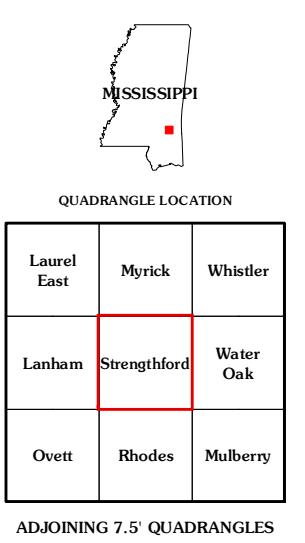 MISSISSIPPI
QUADRANGLE LOCATION
Laurel
East
Myrick
Whistler
Lanham
Strengthford
Water
Oak
Ovett
Rhodes
Mulberry
ADJOINING 7.5' QUADRANGLES